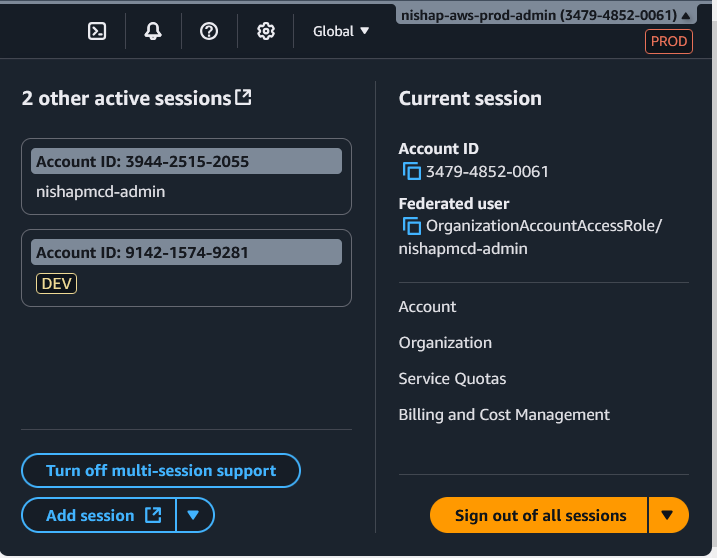 Global
nishap-aws-prod-admin (3479-4852-0061)
PROD
2 other active sessions
Account ID: 3944-2515-2055
nishapmcd-admin
Account ID: 9142-1574-9281
DEV
Turn off multi-session support
Add session
Current session
Account ID
3479-4852-0061
Federated user
OrganizationAccountAccessRole/
nishapmcd-admin
Account
Organization
Service Quotas
Billing and Cost Management
Sign out of all sessions